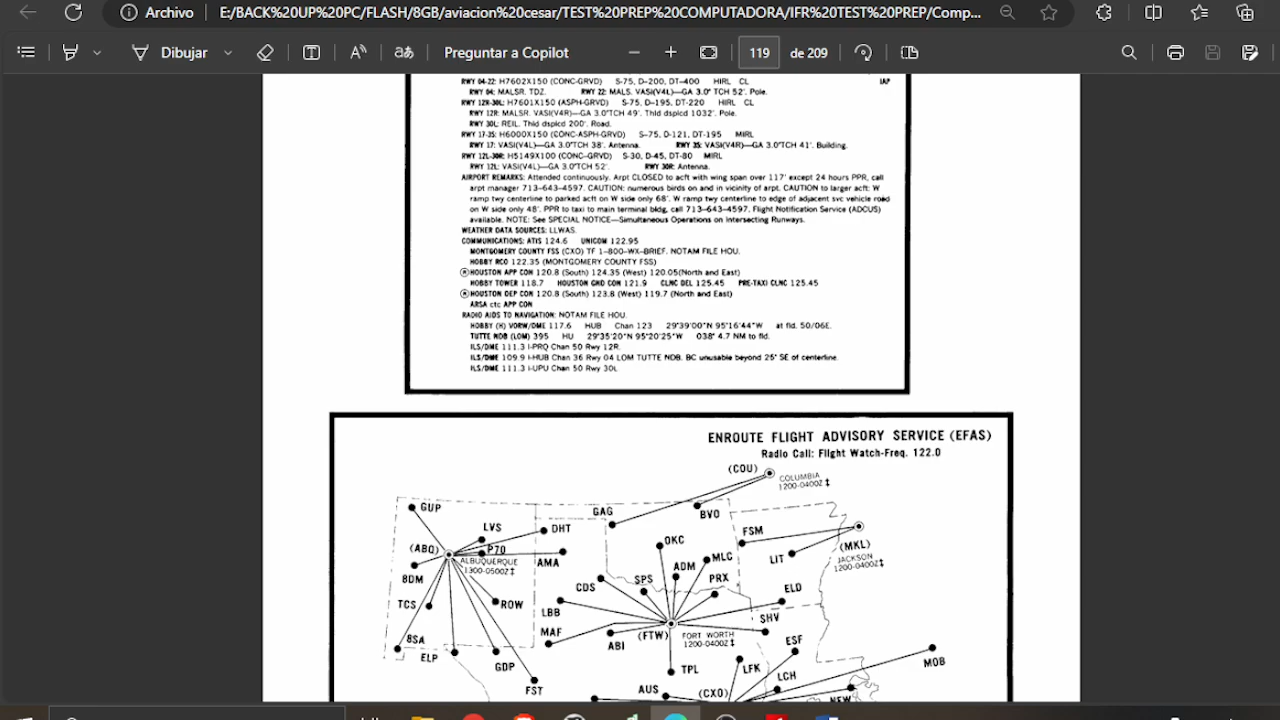 Archivo E:/BACK%20UP%20PC/FLASH/8GB/aviacion%20cesar/TEST%20PREP%20COMPUTADORA/IFR%20TEST%20PREP/Comp...
Dibujar Preguntar a Copilot 119 de 209
RWY 04-22: H7602X150 (CONC-GRVD) S-75, D-200, DT-400 HIRL CL IAP
RWY 04: MALSR. TDZ. RWY 22: MALS. VASI(V4L)—GA 3.0° TCH 52'. Pole.
RWY 12R-30L: H7601X150 (ASPH-GRVD) S-75, D-195, DT-220 HIRL CL
RWY 12R: MALSR. VASI(V4L)—GA 3.0°TCH 49'. Thld dsplcd 1032'. Pole.
RWY 30L: REIL. Thld dsplcd 200'. Road.
RWY 17-35: H6000X150 (CONC-ASPH-GRVD) S-75, D-121, DT-195 MIRL
RWY 17: VASI(V4L)—GA 3.0°TCH 38'. Antenna. RWY 35: VASI(V4R)—GA 3.0°TCH 41'. Building.
RWY 12L-30R: H5149X100 (CONC-GRVD) S-30, D-45, DT-80 MIRL
RWY 12L: VASI(V4L)—GA 3.0°TCH 52'. RWY 30R: Antenna.
AIRPORT REMARKS: Attended continuously. Arpt CLOSED to acft with wing span over 117' except 24 hours PPR, call
arpt manager 713-643-4597. CAUTION: numerous birds on and in vicinity of arpt. CAUTION to larger acft: W
ramp twy centerline to parked acft on W side only 68'. W ramp twy centerline to edge of adjacent svc vehicle road
on W side only 48'. PPR to taxi to main terminal bldg, call 713-643-4597. Flight Notification Service (ADCUS)
available. NOTE: See SPECIAL NOTICE—Simultaneous Operations on Intersecting Runways.
WEATHER DATA SOURCES: LLWAS.
COMMUNICATIONS: ATIS 124.6 UNICOM 122.95
MONTGOMERY COUNTY FSS (CXO) TF 1-800-WX-BRIEF. NOTAM FILE HOU.
HOBBY RCO 122.35 (MONTGOMERY COUNTY FSS)
Ⓡ HOUSTON APP CON 120.8 (South) 124.35 (West) 120.05(North and East)
HOBBY TOWER 118.7 HOUSTON GND CON 121.9 CLNC DEL 125.45 PRE-TAXI CLNC 125.45
Ⓡ HOUSTON DEP CON 120.8 (South) 123.8 (West) 119.7 (North and East)
ARSA ctc APP CON
RADIO AIDS TO NAVIGATION: NOTAM FILE HOU.
HOBBY (H) VORW/DME 117.6 HUB Chan 123 29°39'00"N 95°16'44"W at fld. 50/06E.
TUTTE NDB (LOM) 395 HU 29°35'20"N 95°20'25"W 038° 4.7 NM to fld.
ILS/DME 111.3 I-PRQ Chan 50 Rwy 12R.
ILS/DME 109.9 I-HUB Chan 36 Rwy 04 LOM TUTTE NDB. BC unusable beyond 25° SE of centerline.
ILS/DME 111.3 I-UPU Chan 50 Rwy 30L
ENROUTE FLIGHT ADVISORY SERVICE (EFAS)
Radio Call: Flight Watch-Freq. 122.0
(COU)
COLUMBIA
1200-0400Z‡
GUP
GAG
BVO
LVS
DHT
FSM
(ABQ)
P70
OKC
(MKL)
ALBUQUERQUE
1300-0500Z‡
AMA
MLC
LIT
JACKSON
1200-0400Z‡
8DM
CDS
SPS
ADM
PRX
ELD
TCS
ROW
LBB
SHV
8SA
MAF
ABI
(FTW)
FORT WORTH
1200-0400Z‡
ESF
ELP
GDP
TPL
LFK
MOB
FST
AUS
(CXO)
LCH
NEW